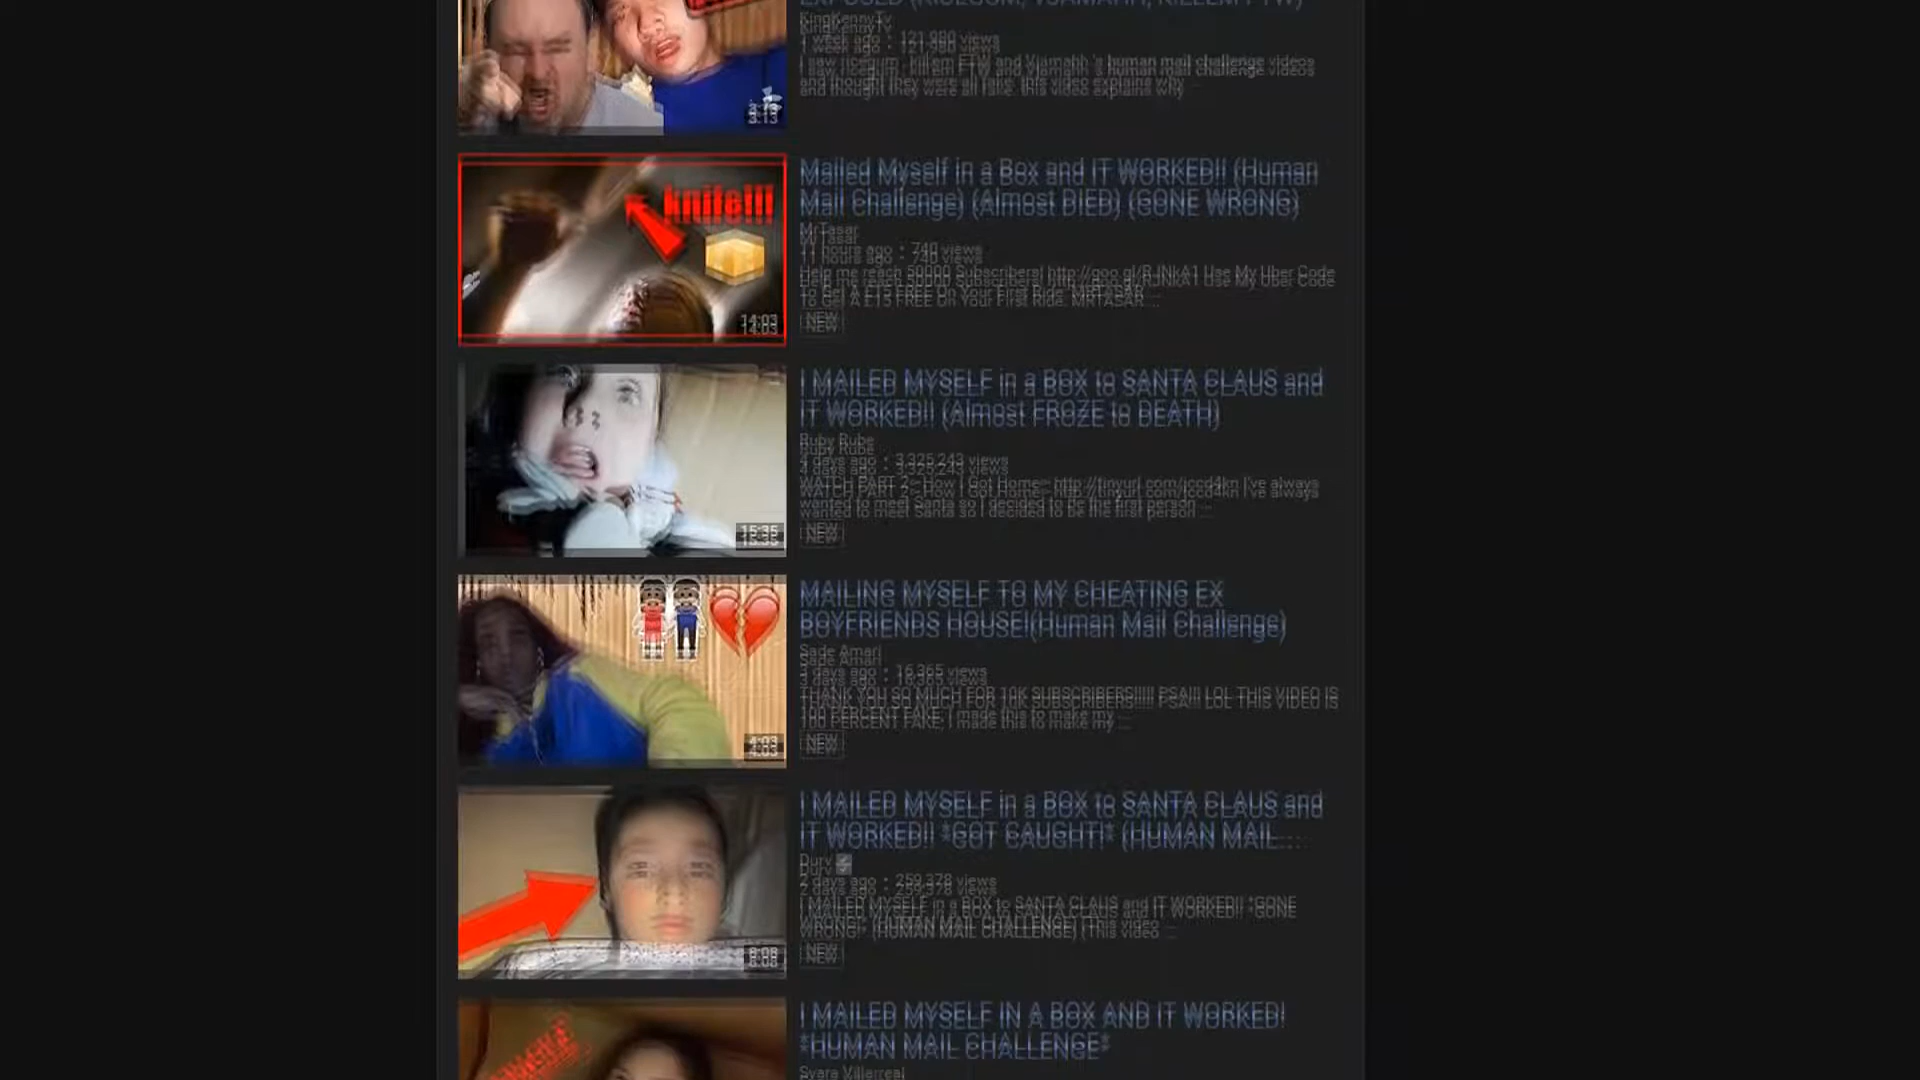 EXPOSED (RICEGUM, VJAMAHH, KILLEM FTW)
KingKennyTv
1 week ago • 121,980 views
I saw ricegum , killem FTW and Vjamahh 's human mail challenge videos
and thought they were all fake. this video explains why
3:13
knife!!!
14:03
Mailed Myself in a Box and IT WORKED!! (Human
Mail Challenge) (Almost DIED) (GONE WRONG)
MrTasar
11 hours ago • 740 views
Help me reach 50000 Subscribers! http://goo.gl/RJNkA1 Use My Uber Code
To Get A £15 FREE On Your First Ride: MRTASAR ...
NEW
15:35
I MAILED MYSELF in a BOX to SANTA CLAUS and
IT WORKED!! (Almost FROZE to DEATH)
Ruby Rube
4 days ago • 3,325,243 views
WATCH PART 2~ How I Got Home~ http://tinyurl.com/jccd4kn I've always
wanted to meet Santa so I decided to be the first person ...
NEW
4:03
MAILING MYSELF TO MY CHEATING EX
BOYFRIENDS HOUSE!(Human Mail Challenge)
Sade Amari
3 days ago • 16,365 views
THANK YOU SO MUCH FOR 10K SUBSCRIBERS!!!!! PSA!!! LOL THIS VIDEO IS
100 PERCENT FAKE, I made this to make my ...
NEW
8:08
I MAILED MYSELF in a BOX to SANTA CLAUS and
IT WORKED!! *GOT CAUGHT!* (HUMAN MAIL...
Durv
2 days ago • 259,378 views
I MAILED MYSELF in a BOX to SANTA CLAUS and IT WORKED!! *GONE
WRONG!* (HUMAN MAIL CHALLENGE) (This video ...
NEW
I MAILED MYSELF IN A BOX AND IT WORKED!
*HUMAN MAIL CHALLENGE*
Syara Villarreal